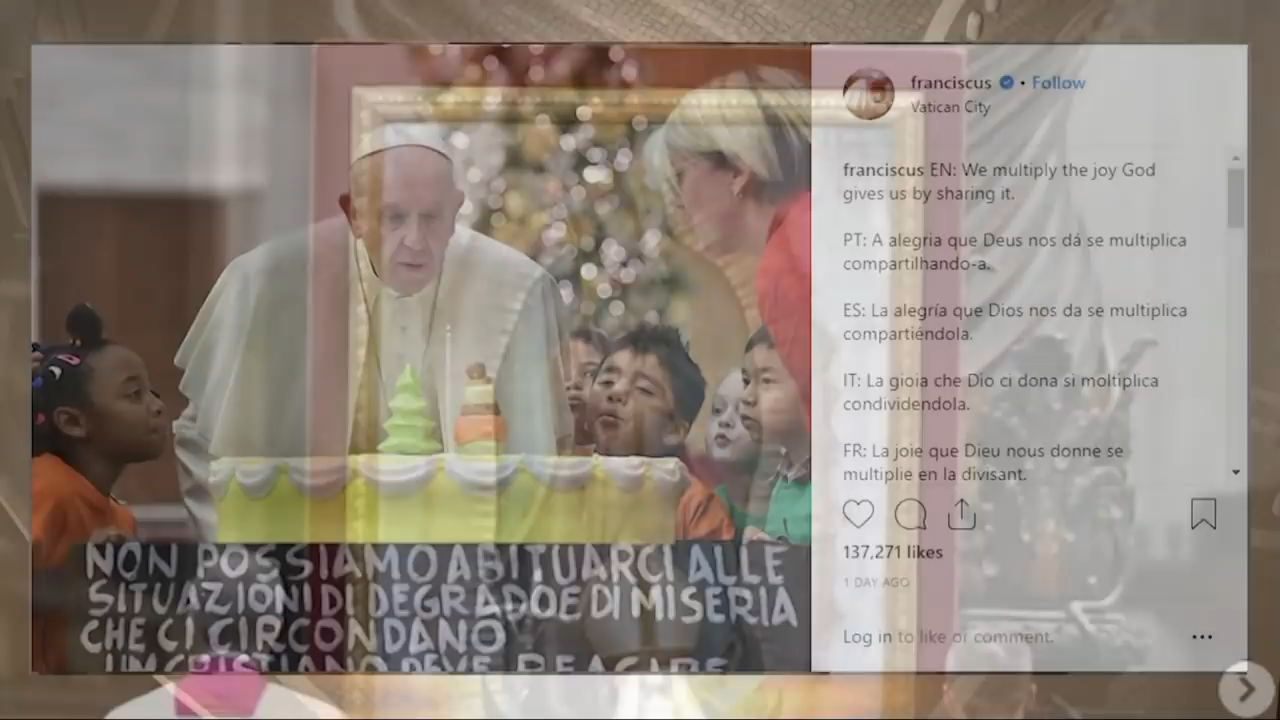 franciscus • Follow
Vatican City
franciscus EN: We multiply the joy God
gives us by sharing it.
PT: A alegria que Deus nos dá se multiplica
compartilhando-a.
ES: La alegría que Dios nos da se multiplica
compartiéndola.
IT: La gioia che Dio ci dona si moltiplica
condividendola.
FR: La joie que Dieu nous donne se
multiplie en la divisant.
137,271 likes
1 DAY AGO
Log in to like or comment.
NON POSSIAMO ABITUARCI ALLE
SITUAZIONI DI DEGRADO E DI MISERIA
CHE CI CIRCONDANO
UM CRISTIANO DEVE REAGIRE